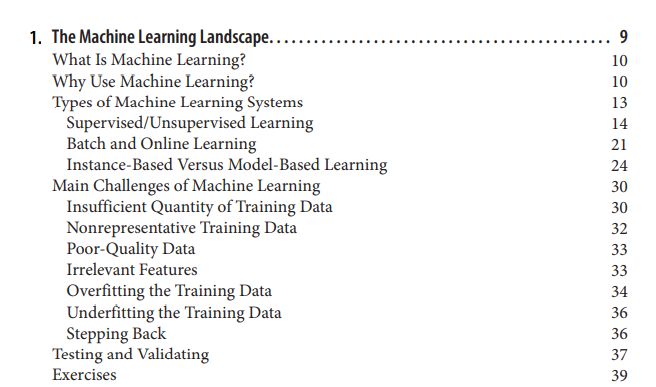 1. The Machine Learning Landscape. . . . . . . . . . . . . . . . . . . . . . . . . . . . . . . . . . . . . . . . . . . . . . 9
What Is Machine Learning? 10
Why Use Machine Learning? 10
Types of Machine Learning Systems 13
Supervised/Unsupervised Learning 14
Batch and Online Learning 21
Instance-Based Versus Model-Based Learning 24
Main Challenges of Machine Learning 30
Insufficient Quantity of Training Data 30
Nonrepresentative Training Data 32
Poor-Quality Data 33
Irrelevant Features 33
Overfitting the Training Data 34
Underfitting the Training Data 36
Stepping Back 36
Testing and Validating 37
Exercises 39